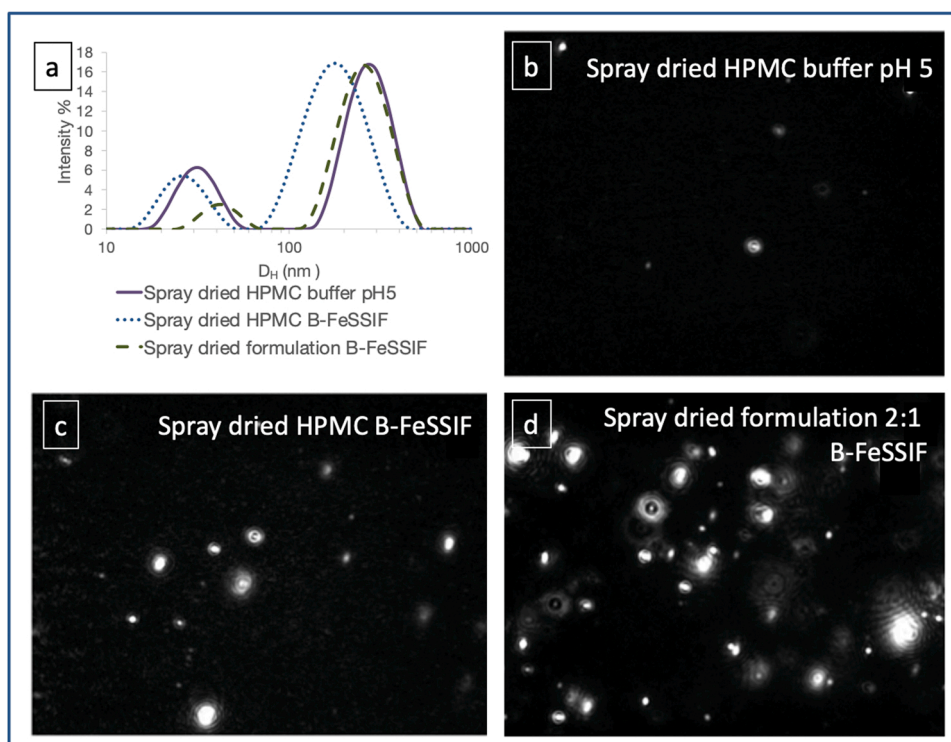 a
18
16
14
12
10
8
6
4
2
0
Intensity %
10 100 1000
D_H (nm )
Spray dried HPMC buffer pH5
Spray dried HPMC B-FeSSIF
Spray dried formulation B-FeSSIF
b
Spray dried HPMC buffer pH 5
c
Spray dried HPMC B-FeSSIF
d
Spray dried formulation 2:1
B-FeSSIF